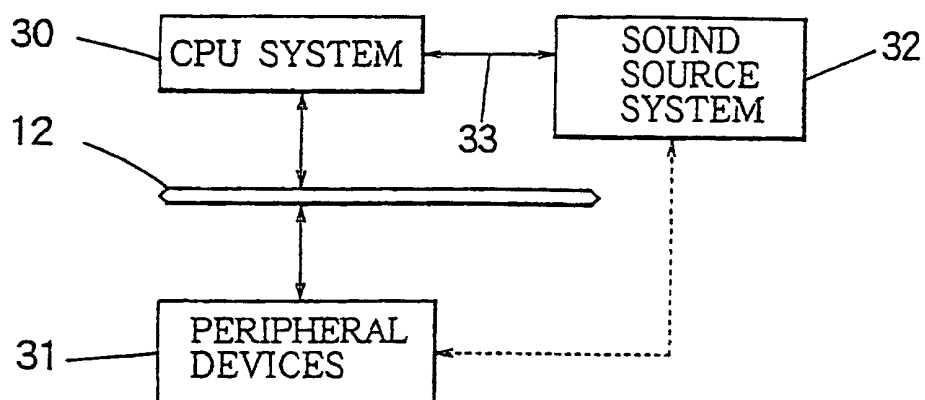 30
CPU SYSTEM
SOUND
SOURCE
SYSTEM
32
33
12
PERIPHERAL
DEVICES
31